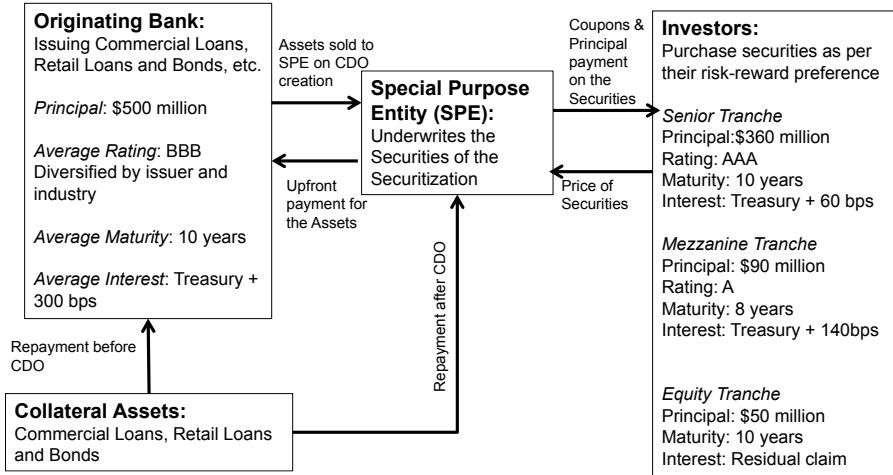 Originating Bank:
Issuing Commercial Loans,
Retail Loans and Bonds, etc.
Principal: $500 million
Average Rating: BBB
Diversified by issuer and
industry
Average Maturity: 10 years
Average Interest: Treasury +
300 bps
Assets sold to
SPE on CDO
creation
Upfront
payment for
the Assets
Special Purpose
Entity (SPE):
Underwrites the
Securities of the
Securitization
Coupons &
Principal
payment
on the
Securities
Price of
Securities
Investors:
Purchase securities as per
their risk-reward preference
Senior Tranche
Principal:$360 million
Rating: AAA
Maturity: 10 years
Interest: Treasury + 60 bps
Mezzanine Tranche
Principal: $90 million
Rating: A
Maturity: 8 years
Interest: Treasury + 140bps
Equity Tranche
Principal: $50 million
Maturity: 10 years
Interest: Residual claim
Repayment before
CDO
Repayment after CDO
Collateral Assets:
Commercial Loans, Retail Loans
and Bonds